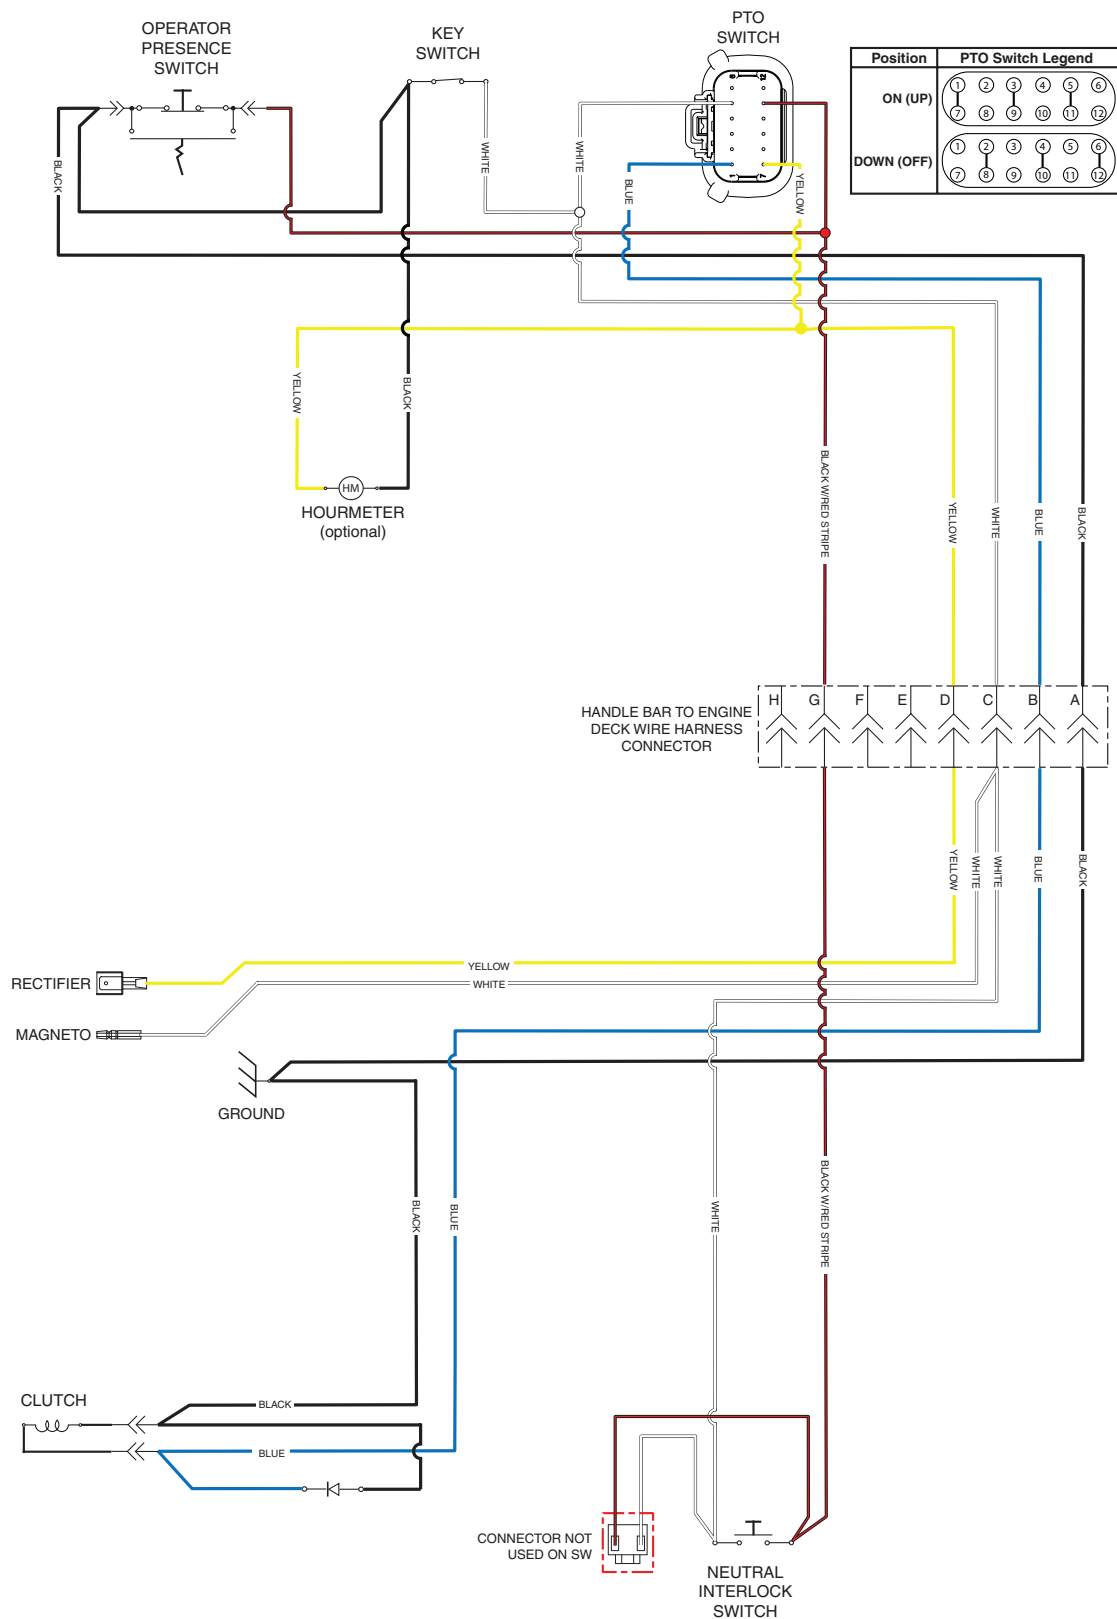 OPERATOR
PRESENCE
SWITCH
KEY
SWITCH
PTO
SWITCH
Position PTO Switch Legend
ON (UP)
1 2 3 4 5 6
7 8 9 10 11 12
DOWN (OFF)
1 2 3 4 5 6
7 8 9 10 11 12
6 12
1 7
BLACK
WHITE
WHITE
BLUE
YELLOW
YELLOW
BLACK
HM
HOURMETER
(optional)
BLACK W/RED STRIPE
YELLOW
WHITE
BLUE
BLACK
HANDLE BAR TO ENGINE
DECK WIRE HARNESS
CONNECTOR
H G F E D C B A
YELLOW
WHITE
WHITE
BLUE
BLACK
RECTIFIER
YELLOW
WHITE
MAGNETO
GROUND
BLACK
BLUE
WHITE
BLACK W/RED STRIPE
CLUTCH
BLACK
BLUE
CONNECTOR NOT
USED ON SW
NEUTRAL
INTERLOCK
SWITCH